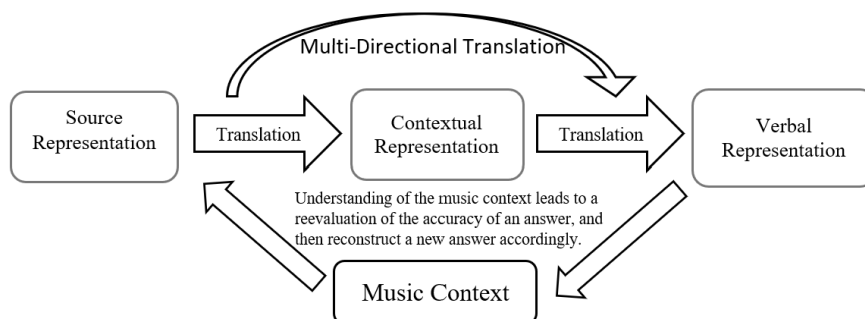 Multi-Directional Translation
Source
Representation
Translation
Contextual
Representation
Translation
Verbal
Representation
Understanding of the music context leads to a
reevaluation of the accuracy of an answer, and
then reconstruct a new answer accordingly.
Music Context